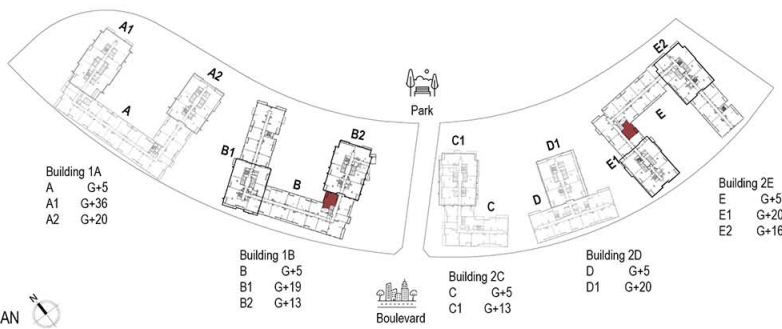 A1
A2
A
B1
B
B2
Park
C1
C
D1
D
E2
E
E1
Building 1A
A G+5
A1 G+36
A2 G+20
Building 1B
B G+5
B1 G+19
B2 G+13
Boulevard
Building 2C
C G+5
C1 G+13
Building 2D
D G+5
D1 G+20
Building 2E
E G+5
E1 G+20
E2 G+16
AN
N